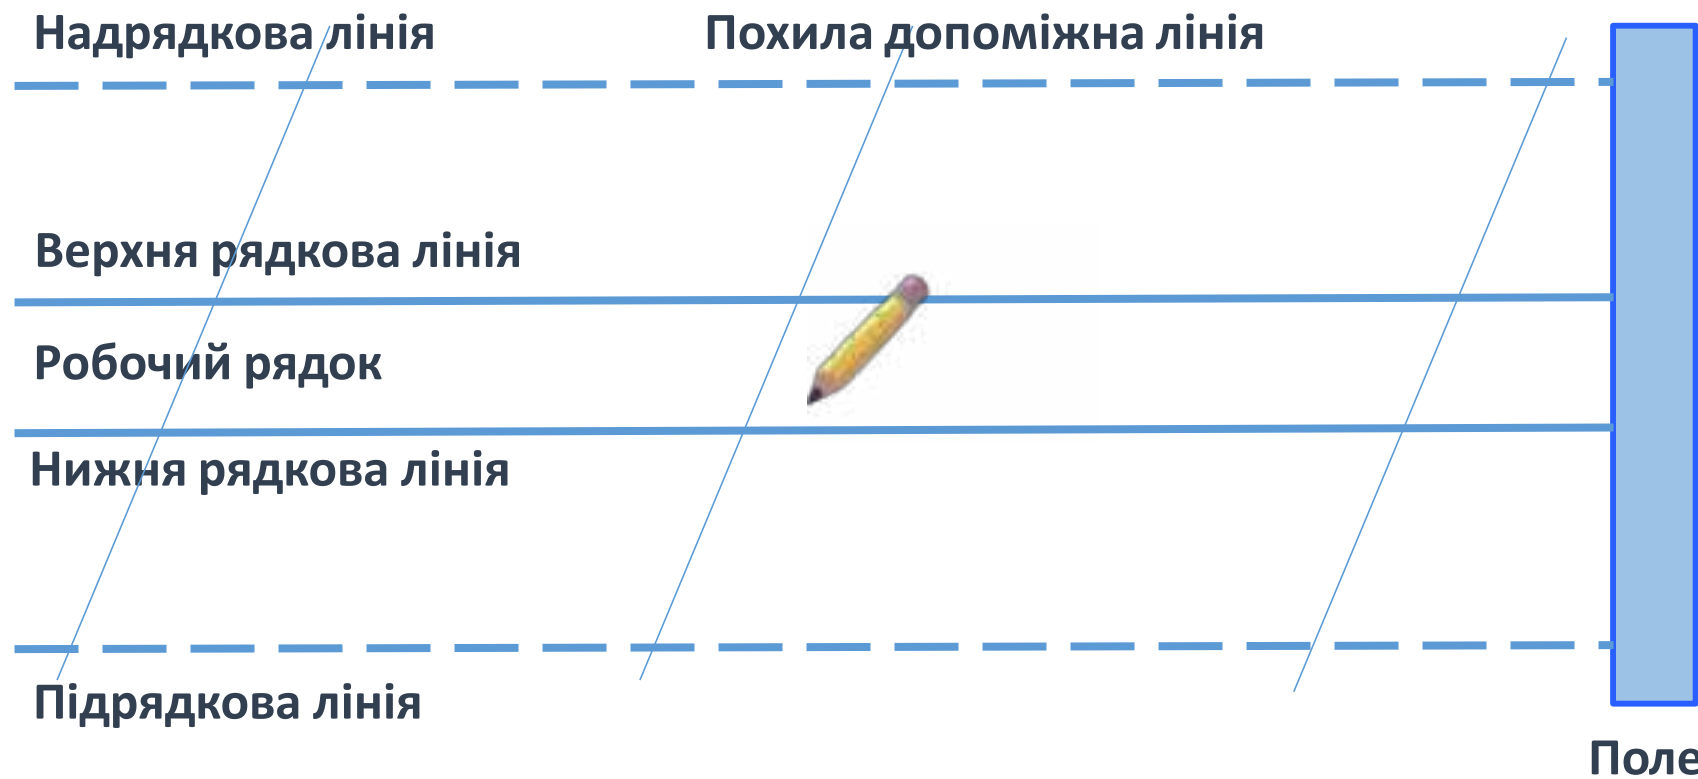 Надрядкова лінія
Похила допоміжна лінія
Верхня рядкова лінія
Робочий рядок
Нижня рядкова лінія
Підрядкова лінія
Поле